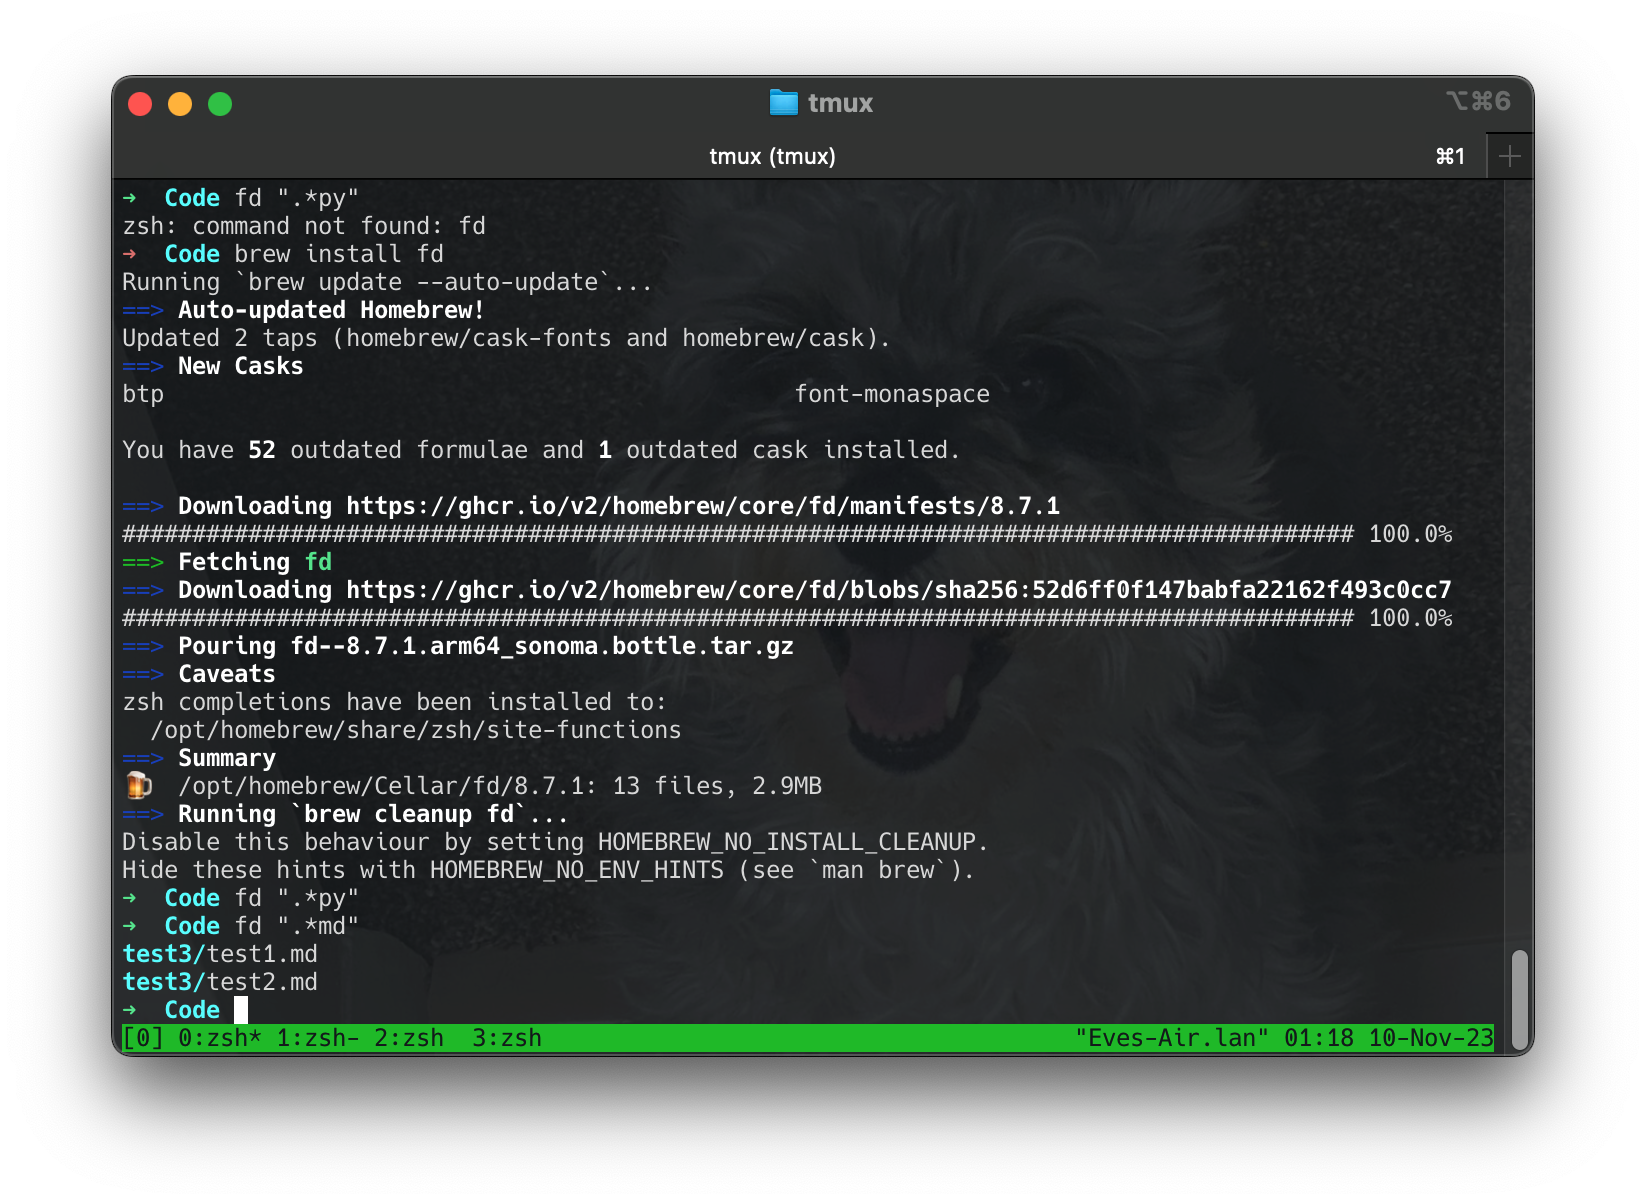 tmux
⌥⌘6
tmux (tmux)
⌘1
➜  Code fd ".*py"
zsh: command not found: fd
➜  Code brew install fd
Running `brew update --auto-update`...
==> Auto-updated Homebrew!
Updated 2 taps (homebrew/cask-fonts and homebrew/cask).
==> New Casks
btp                                             font-monaspace
You have 52 outdated formulae and 1 outdated cask installed.
==> Downloading https://ghcr.io/v2/homebrew/core/fd/manifests/8.7.1
######################################################################################## 100.0%
==> Fetching fd
==> Downloading https://ghcr.io/v2/homebrew/core/fd/blobs/sha256:52d6ff0f147babfa22162f493c0cc7
######################################################################################## 100.0%
==> Pouring fd--8.7.1.arm64_sonoma.bottle.tar.gz
==> Caveats
zsh completions have been installed to:
  /opt/homebrew/share/zsh/site-functions
==> Summary
🍺  /opt/homebrew/Cellar/fd/8.7.1: 13 files, 2.9MB
==> Running `brew cleanup fd`...
Disable this behaviour by setting HOMEBREW_NO_INSTALL_CLEANUP.
Hide these hints with HOMEBREW_NO_ENV_HINTS (see `man brew`).
➜  Code fd ".*py"
➜  Code fd ".*md"
test3/test1.md
test3/test2.md
➜  Code
[0] 0:zsh* 1:zsh- 2:zsh  3:zsh                                      "Eves-Air.lan" 01:18 10-Nov-23